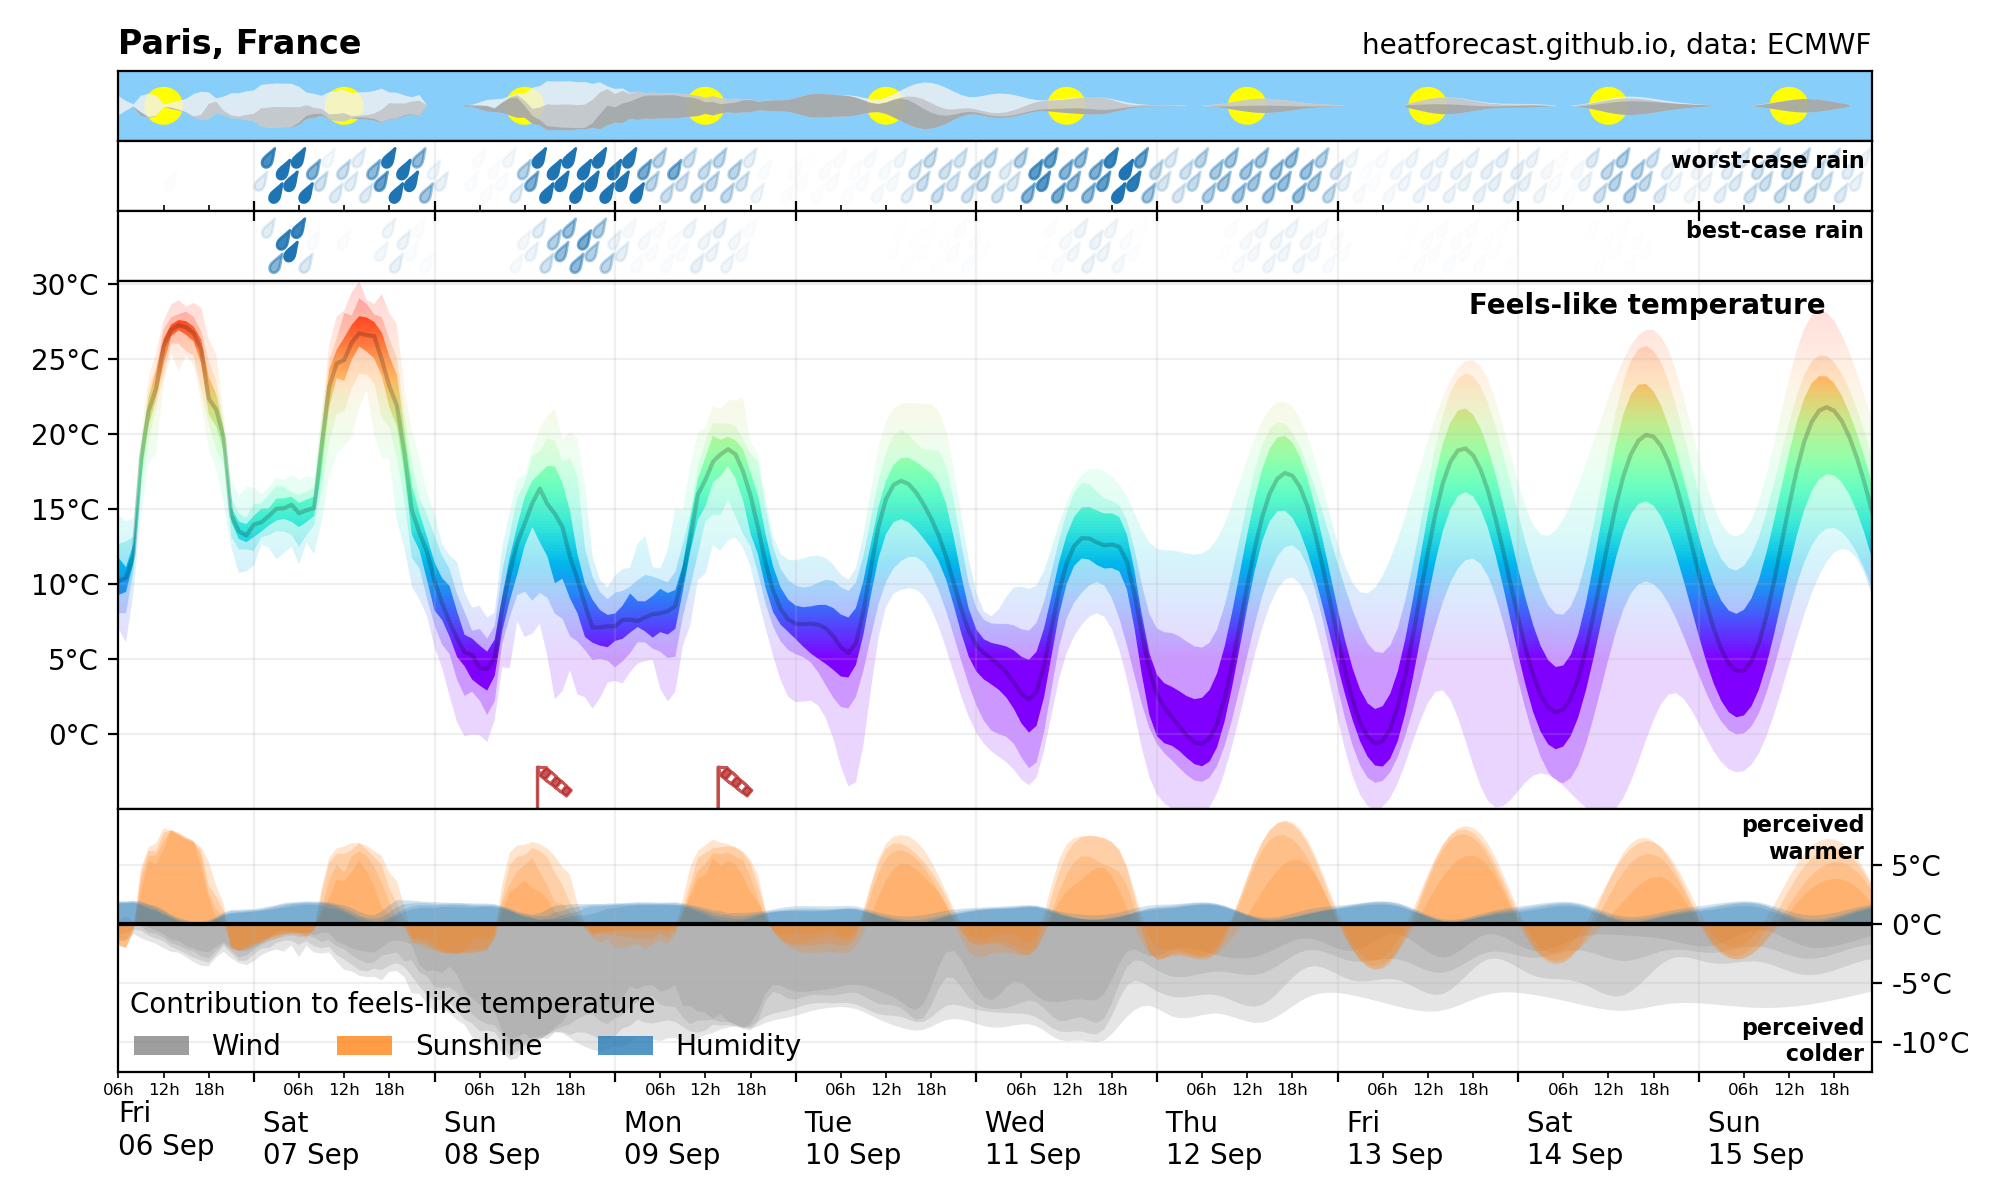 Paris, France
heatforecast.github.io, data: ECMWF
worst-case rain
best-case rain
30°C
25°C
20°C
15°C
10°C
5°C
0°C
Feels-like temperature
perceived
warmer
5°C
0°C
-5°C
-10°C
perceived
colder
Contribution to feels-like temperature
Wind Sunshine Humidity
06h 12h 18h 06h 12h 18h 06h 12h 18h 06h 12h 18h 06h 12h 18h 06h 12h 18h 06h 12h 18h 06h 12h 18h 06h 12h 18h 06h 12h 18h
Fri
06 Sep
Sat
07 Sep
Sun
08 Sep
Mon
09 Sep
Tue
10 Sep
Wed
11 Sep
Thu
12 Sep
Fri
13 Sep
Sat
14 Sep
Sun
15 Sep